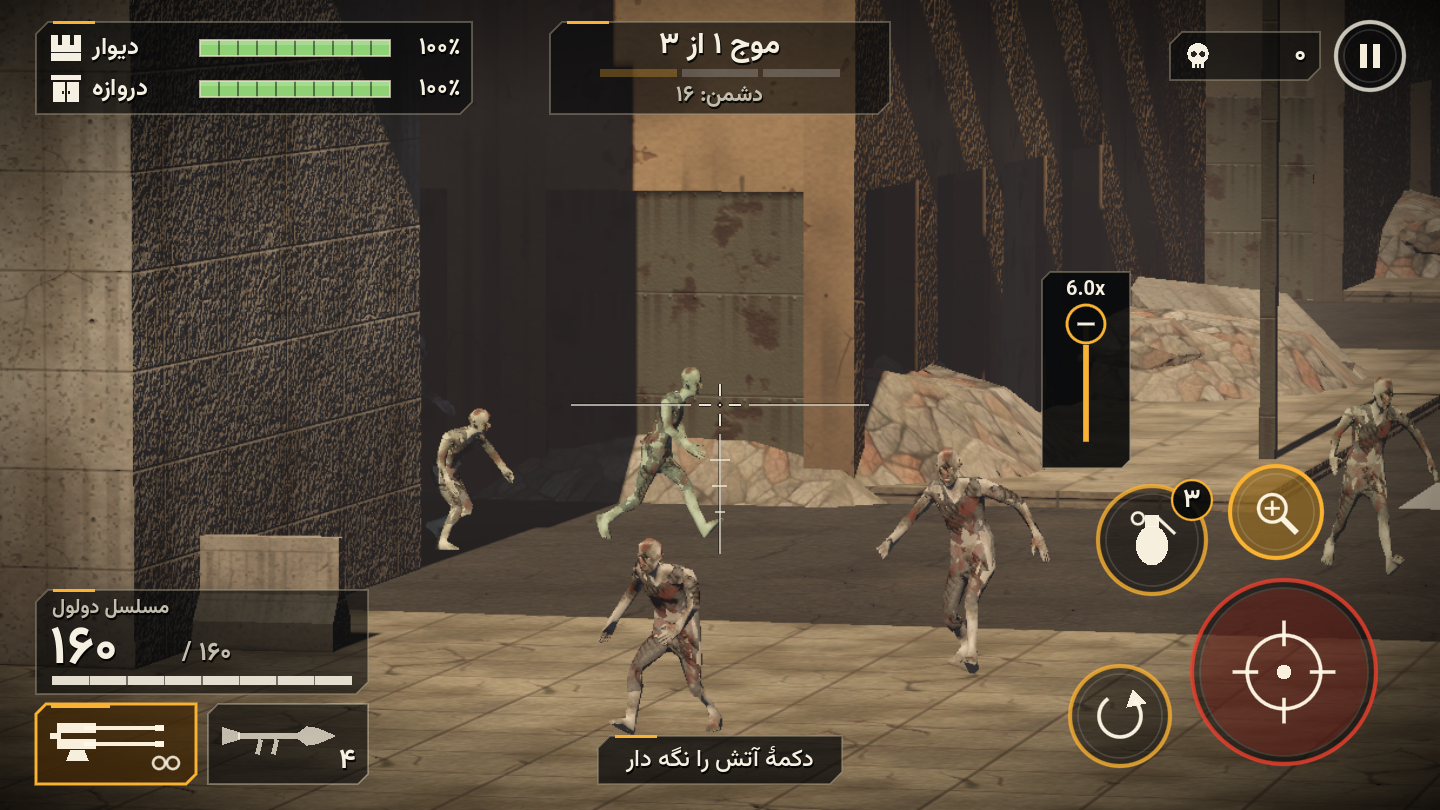 دیوار ۱۰۰٪
دروازه ۱۰۰٪
موج ۱ از ۳
دشمن: ۱۶
۰
6.0x
۳
مسلسل دولول
۱۶۰ / ۱۶۰
۴
دکمهٔ آتش را نگه دار